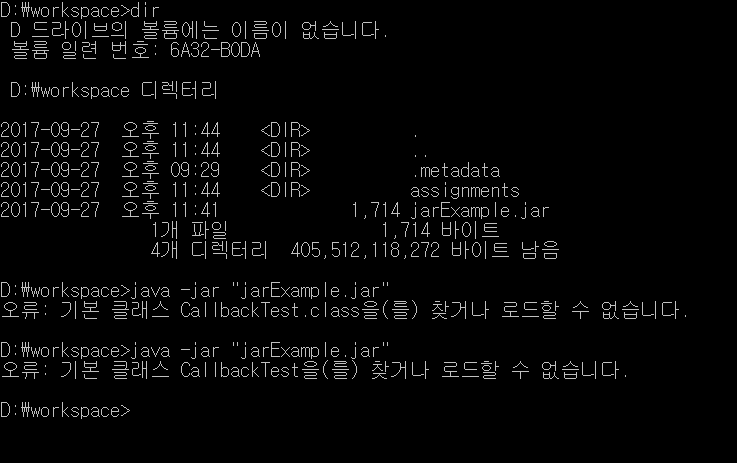 D:\workspace>dir
D 드라이브의 볼륨에는 이름이 없습니다.
볼륨 일련 번호: 6A32-B0DA
D:\workspace 디렉터리
2017-09-27 오후 11:44 <DIR> .
2017-09-27 오후 11:44 <DIR> ..
2017-09-27 오후 09:29 <DIR> .metadata
2017-09-27 오후 11:44 <DIR> assignments
2017-09-27 오후 11:41 1,714 jarExample.jar
1개 파일 1,714 바이트
4개 디렉터리 405,512,118,272 바이트 남음
D:\workspace>java -jar "jarExample.jar"
오류: 기본 클래스 CallbackTest.class을(를) 찾거나 로드할 수 없습니다.
D:\workspace>java -jar "jarExample.jar"
오류: 기본 클래스 CallbackTest을(를) 찾거나 로드할 수 없습니다.
D:\workspace>